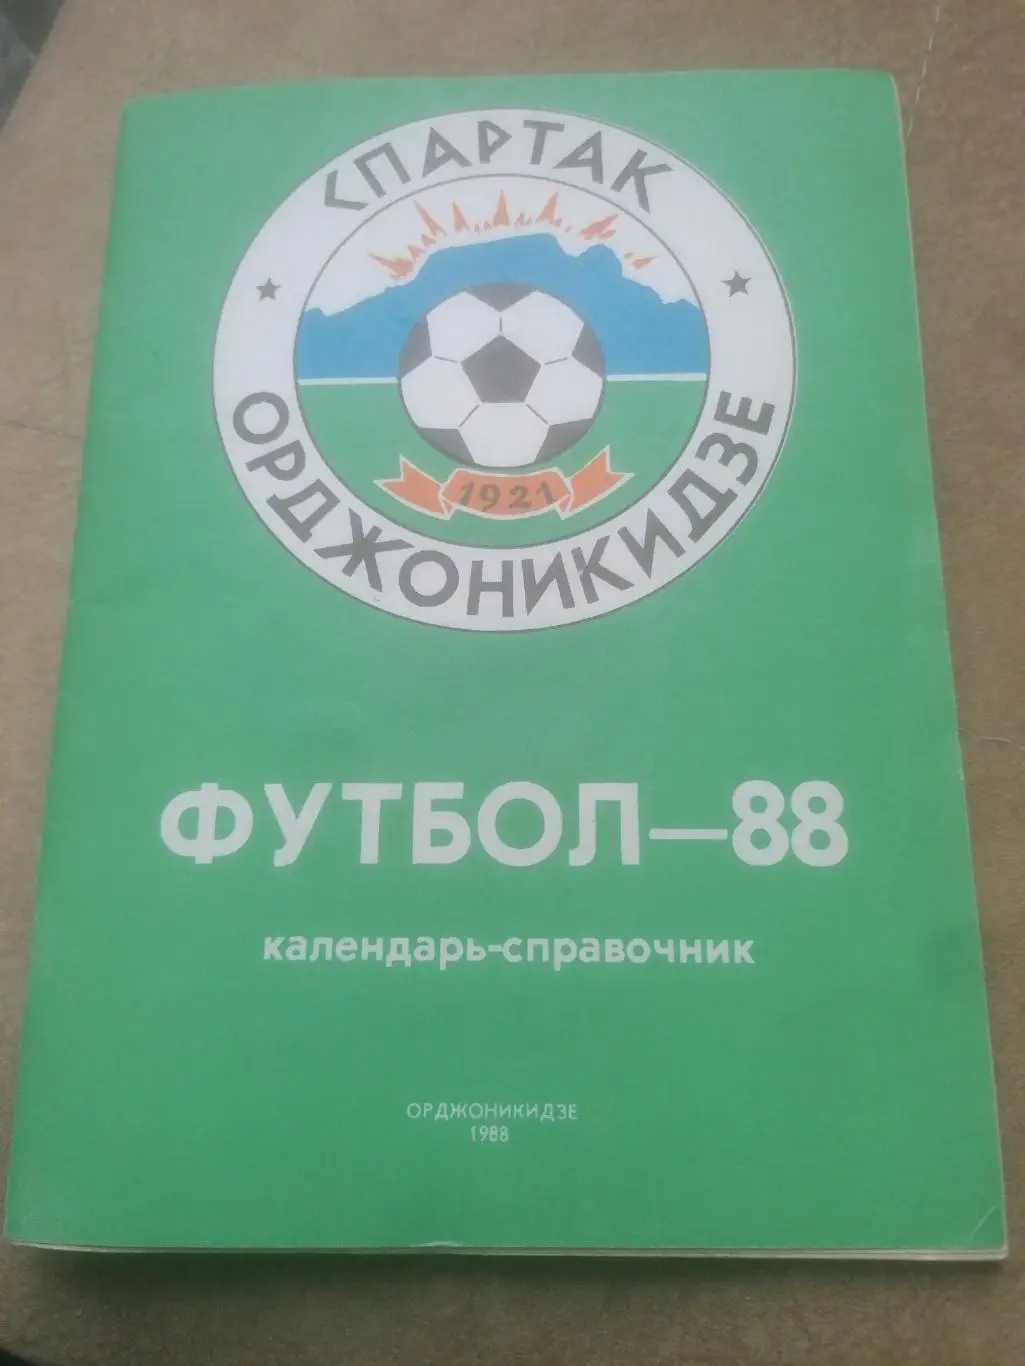 СПАРТАК
ОРДЖОНИКИДЗЕ
1921
ФУТБОЛ—88
календарь-справочник
ОРДЖОНИКИДЗЕ
1988